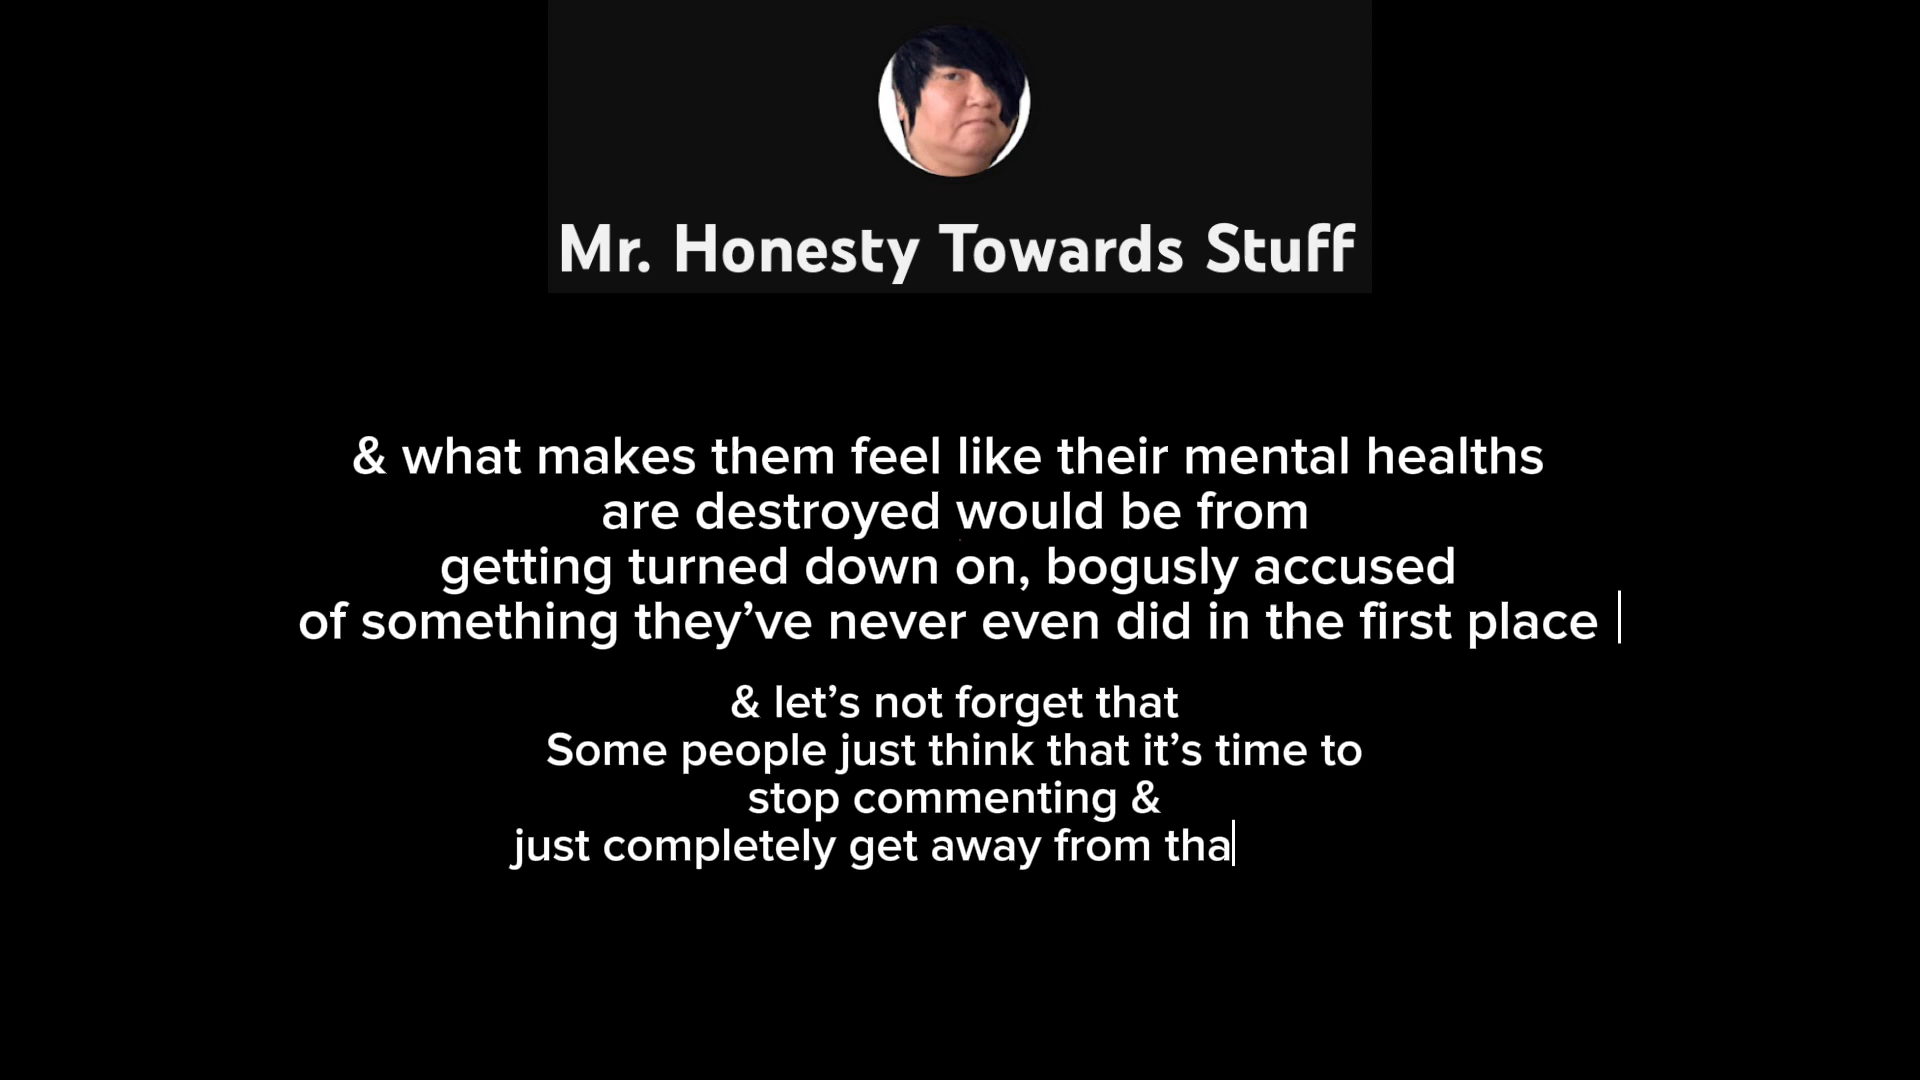 Mr. Honesty Towards Stuff
& what makes them feel like their mental healths
are destroyed would be from
getting turned down on, bogusly accused
of something they’ve never even did in the first place
& let’s not forget that
Some people just think that it’s time to
stop commenting &
just completely get away from tha